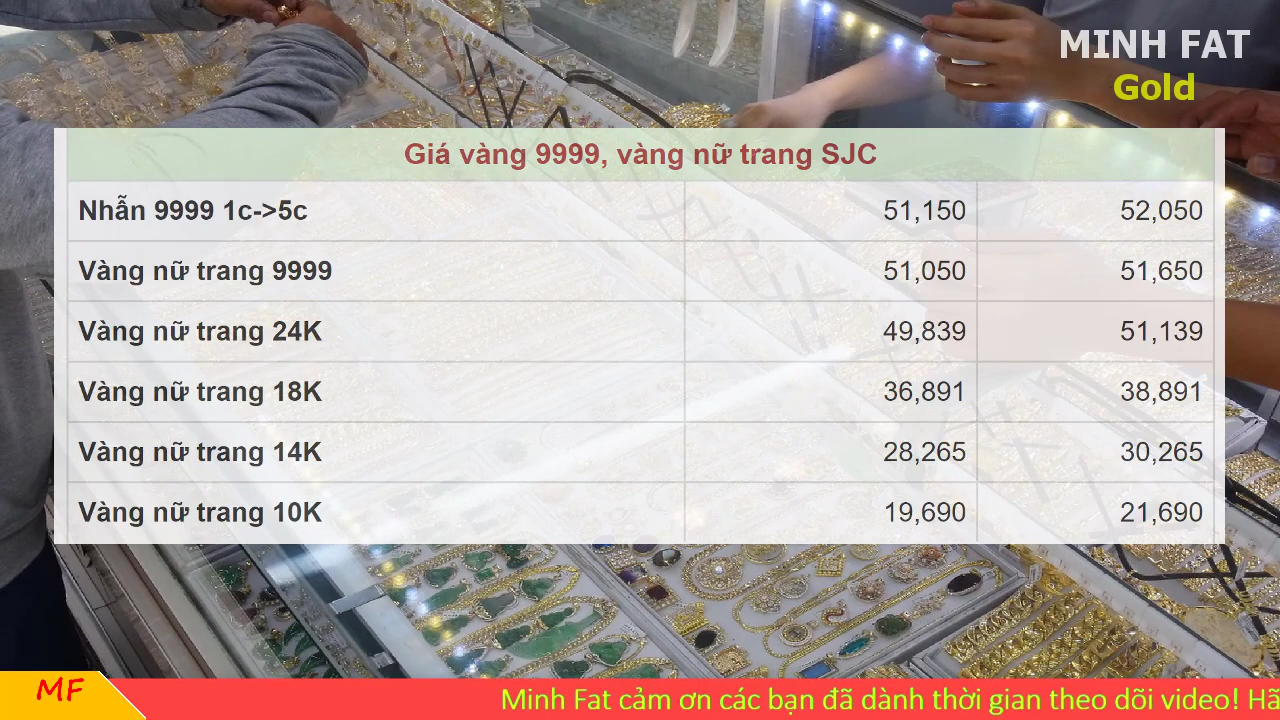 MINH FAT
Gold
Giá vàng 9999, vàng nữ trang SJC
Nhẫn 9999 1c->5c 51,150 52,050
Vàng nữ trang 9999 51,050 51,650
Vàng nữ trang 24K 49,839 51,139
Vàng nữ trang 18K 36,891 38,891
Vàng nữ trang 14K 28,265 30,265
Vàng nữ trang 10K 19,690 21,690
MF
Minh Fat cảm ơn các bạn đã dành thời gian theo dõi video! Hã